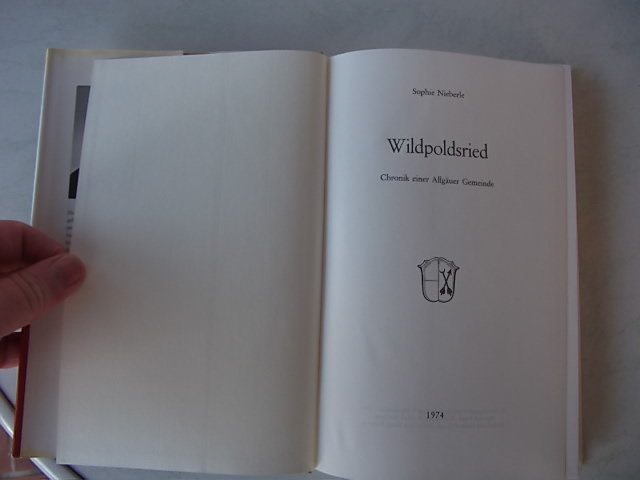 Sophie Nieberle
Wildpoldsried
Chronik einer Allgäuer Gemeinde
1974